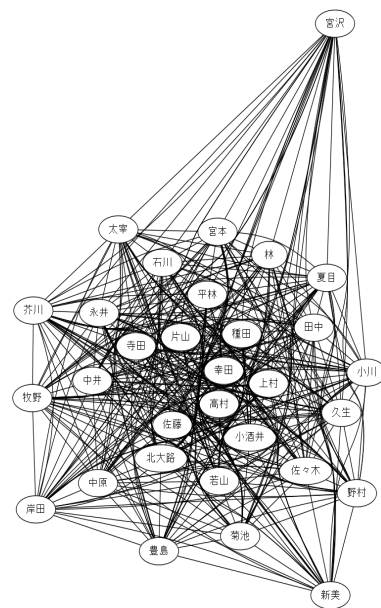 宮沢
太宰
宮本
石川
林
夏目
平林
芥川
永井
種田
田中
寺田
片山
幸田
小川
中井
上村
牧野
高村
久生
佐藤
小酒井
北大路
佐々木
中原
若山
野村
岸田
菊池
豊島
新美